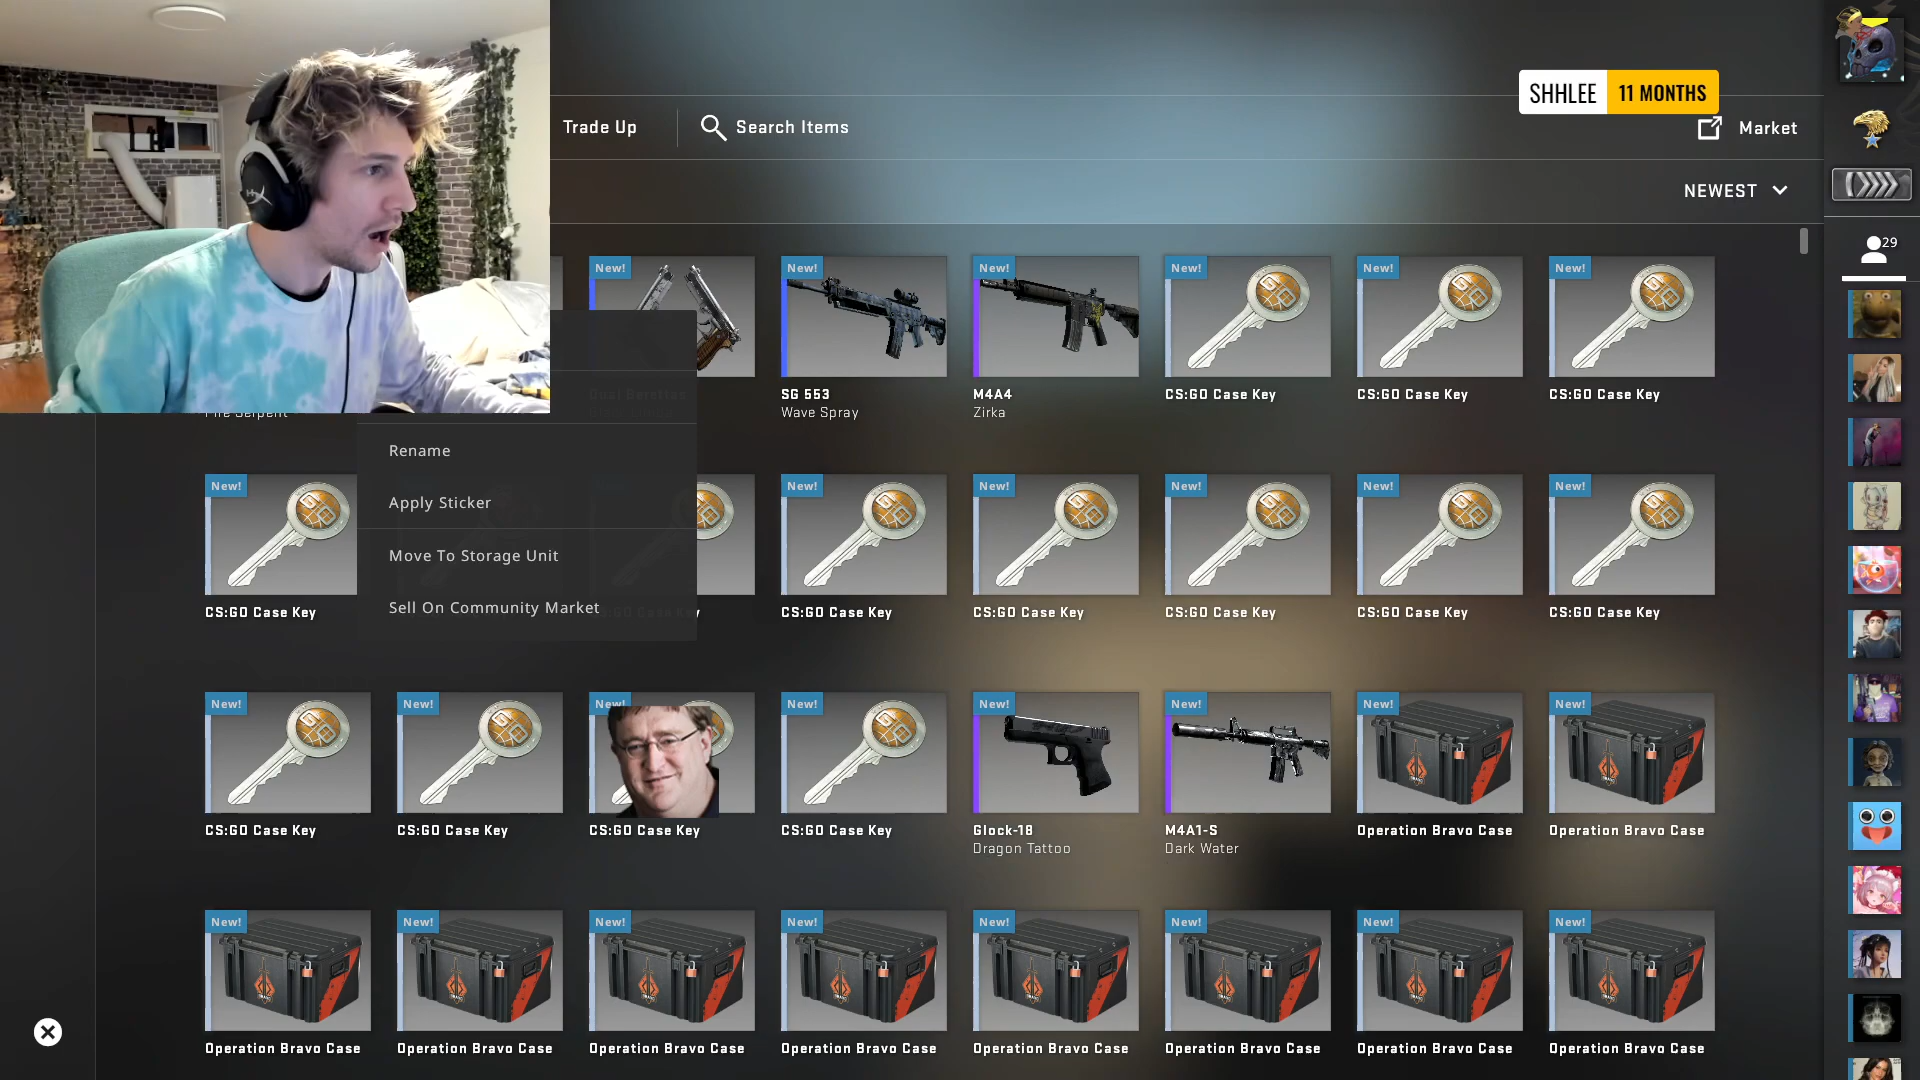 SHHLEE 11 MONTHS
Trade Up Search Items Market
NEWEST
29
New! New! New! New! New! New!
SG 553 M4A4 CS:GO Case Key CS:GO Case Key CS:GO Case Key
Fire Serpent Wave Spray Zirka
Rename
New! New! New! New! New! New!
Apply Sticker
Move To Storage Unit
Sell On Community Market
CS:GO Case Key CS:GO Case Key CS:GO Case Key CS:GO Case Key CS:GO Case Key CS:GO Case Key
New! New! New! New! New! New! New! New!
CS:GO Case Key CS:GO Case Key CS:GO Case Key CS:GO Case Key Glock-18 M4A1-S Operation Bravo Case Operation Bravo Case
Dragon Tattoo Dark Water
New! New! New! New! New! New! New! New!
Operation Bravo Case Operation Bravo Case Operation Bravo Case Operation Bravo Case Operation Bravo Case Operation Bravo Case Operation Bravo Case Operation Bravo Case